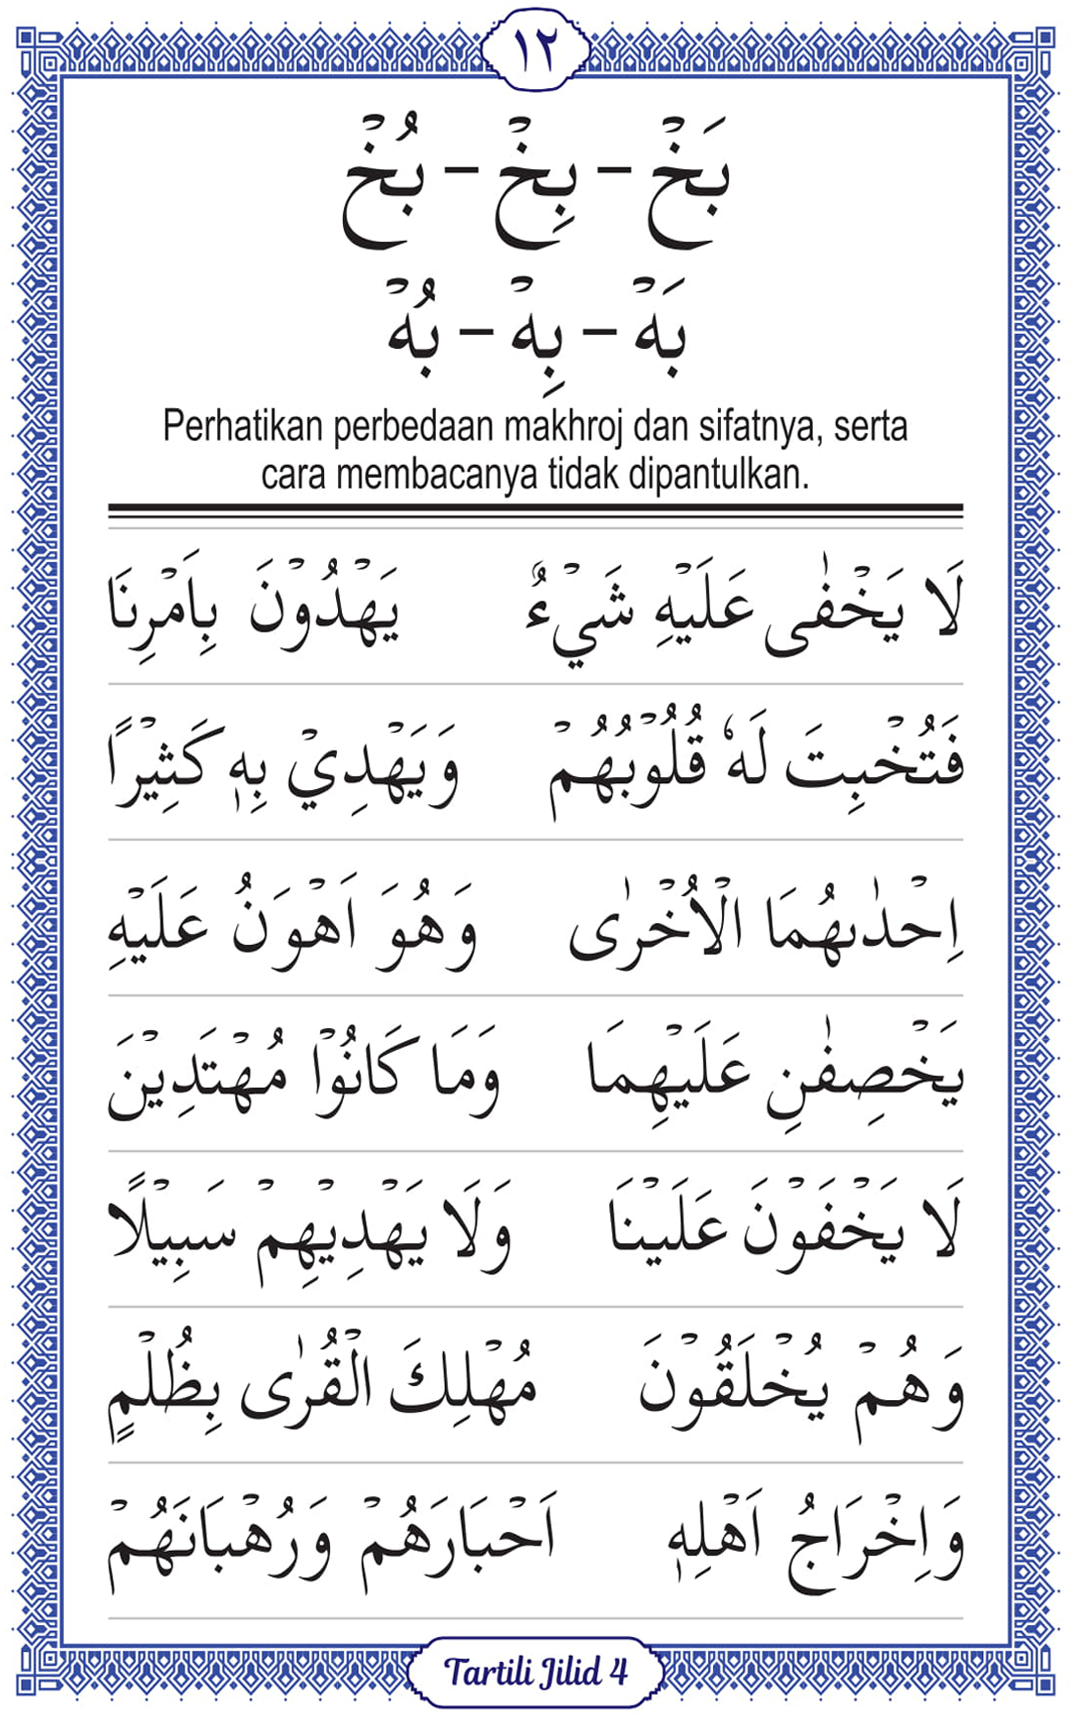 ١٢
بَخْ - بِخْ - بُخْ
بَهْ - بِهْ - بُهْ
Perhatikan perbedaan makhroj dan sifatnya, serta
cara membacanya tidak dipantulkan.
لَا يَخْفٰى عَلَيْهِ شَيْءٌ يَهْدُوْنَ بِاَمْرِنَا
فَتُخْبِتَ لَهٗ قُلُوْبُهُمْ وَيَهْدِيْ بِهٖ كَثِيْرًا
اِحْدٰىهُمَا الْاُخْرٰى وَهُوَ اَهْوَنُ عَلَيْهِ
يَخْصِفٰنِ عَلَيْهِمَا وَمَا كَانُوْا مُهْتَدِيْنَ
لَا يَخْفَوْنَ عَلَيْنَا وَلَا يَهْدِيْهِمْ سَبِيْلًا
وَهُمْ يُخْلَقُوْنَ مُهْلِكَ الْقُرٰى بِظُلْمٍ
وَاِخْرَاجُ اَهْلِهٖ اَحْبَارَهُمْ وَرُهْبَانَهُمْ
Tartili Jilid 4